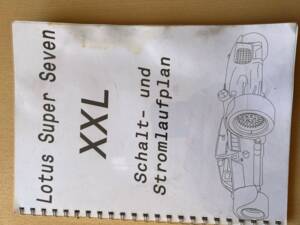 Lotus Super Seven
XXL
Schalt- und
Stromlaufplan